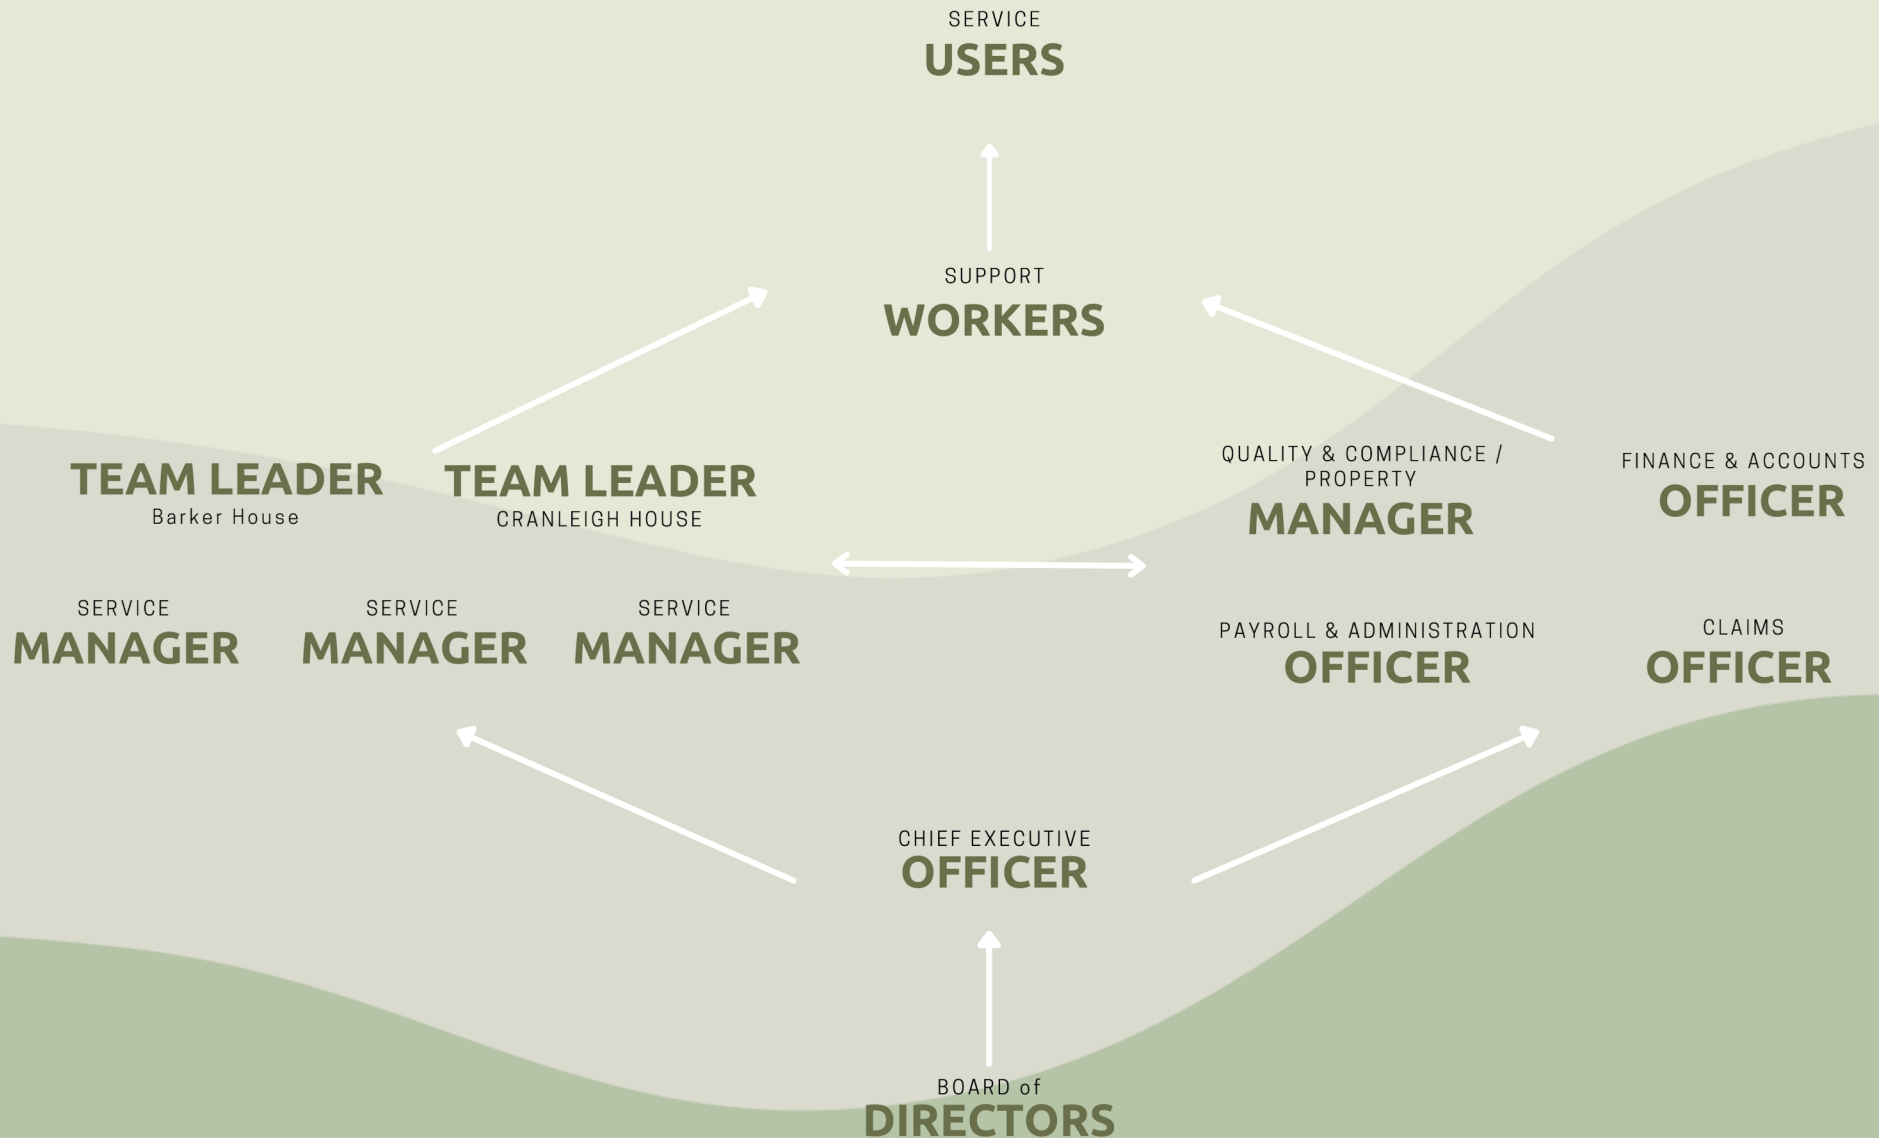 SERVICE
USERS
SUPPORT
WORKERS
TEAM LEADER
Barker House
TEAM LEADER
CRANLEIGH HOUSE
QUALITY & COMPLIANCE /
PROPERTY
MANAGER
FINANCE & ACCOUNTS
OFFICER
SERVICE
MANAGER
SERVICE
MANAGER
SERVICE
MANAGER
PAYROLL & ADMINISTRATION
OFFICER
CLAIMS
OFFICER
CHIEF EXECUTIVE
OFFICER
BOARD of
DIRECTORS